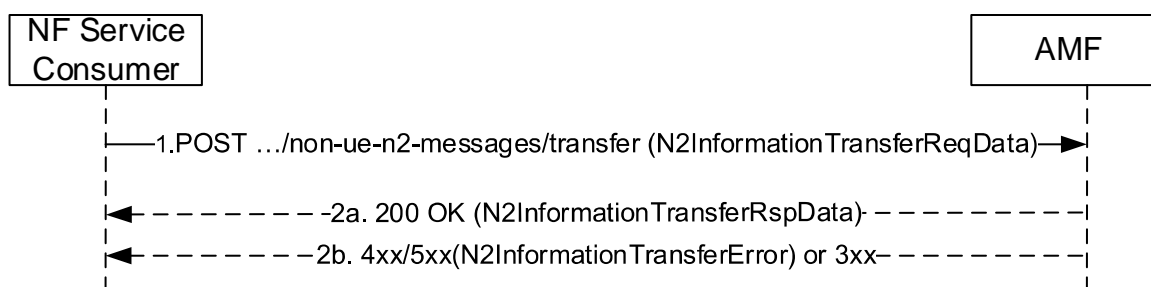 NF Service
Consumer
AMF
1.POST …/non-ue-n2-messages/transfer (N2InformationTransferReqData)
2a. 200 OK (N2InformationTransferRspData)
2b. 4xx/5xx(N2InformationTransferError) or 3xx